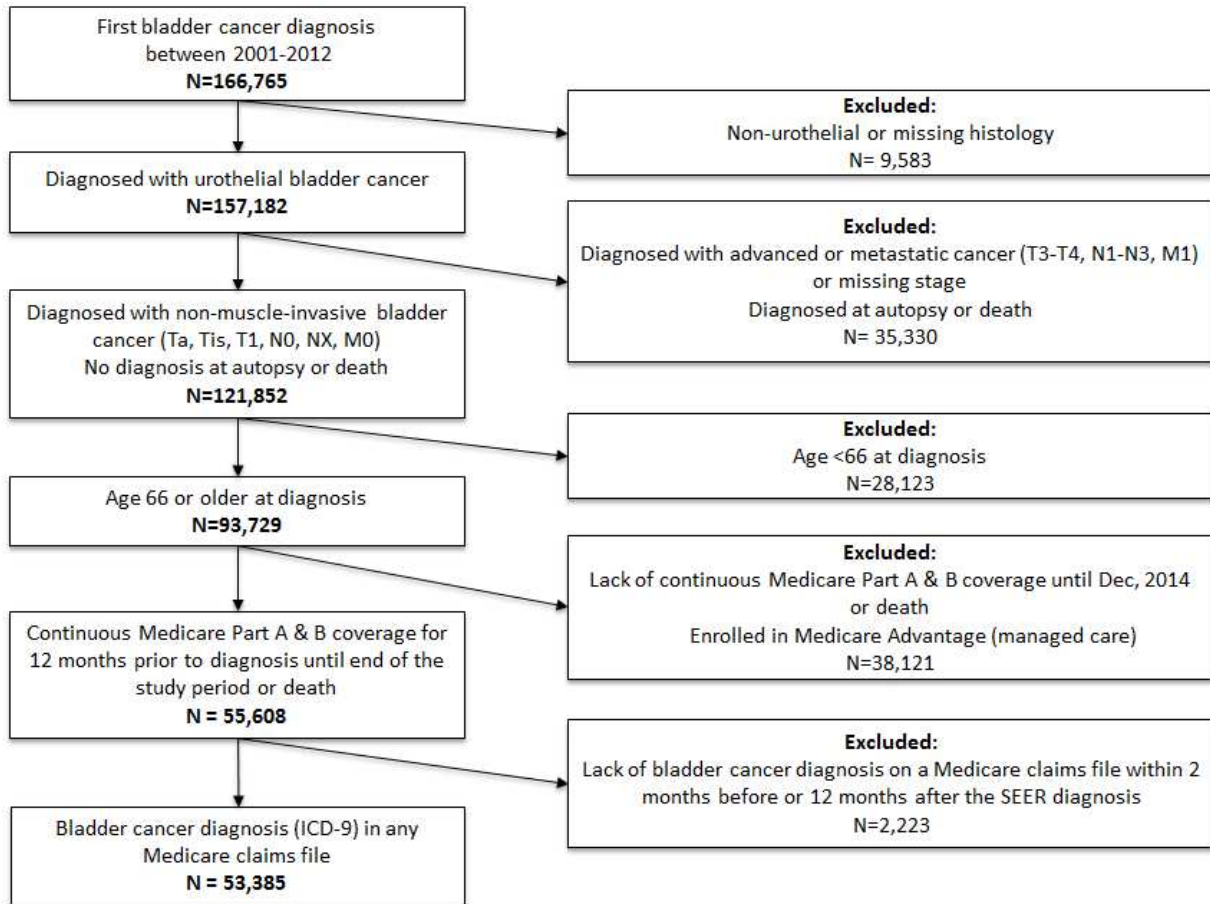 First bladder cancer diagnosis
between 2001-2012
N=166,765
Excluded:
Non-urothelial or missing histology
N= 9,583
Diagnosed with urothelial bladder cancer
N=157,182
Excluded:
Diagnosed with advanced or metastatic cancer (T3-T4, N1-N3, M1)
or missing stage
Diagnosed at autopsy or death
N= 35,330
Diagnosed with non-muscle-invasive bladder
cancer (Ta, Tis, T1, N0, NX, M0)
No diagnosis at autopsy or death
N=121,852
Excluded:
Age <66 at diagnosis
N=28,123
Age 66 or older at diagnosis
N=93,729
Excluded:
Lack of continuous Medicare Part A & B coverage until Dec, 2014
or death
Enrolled in Medicare Advantage (managed care)
N=38,121
Continuous Medicare Part A & B coverage for
12 months prior to diagnosis until end of the
study period or death
N = 55,608
Excluded:
Lack of bladder cancer diagnosis on a Medicare claims file within 2
months before or 12 months after the SEER diagnosis
N=2,223
Bladder cancer diagnosis (ICD-9) in any
Medicare claims file
N = 53,385